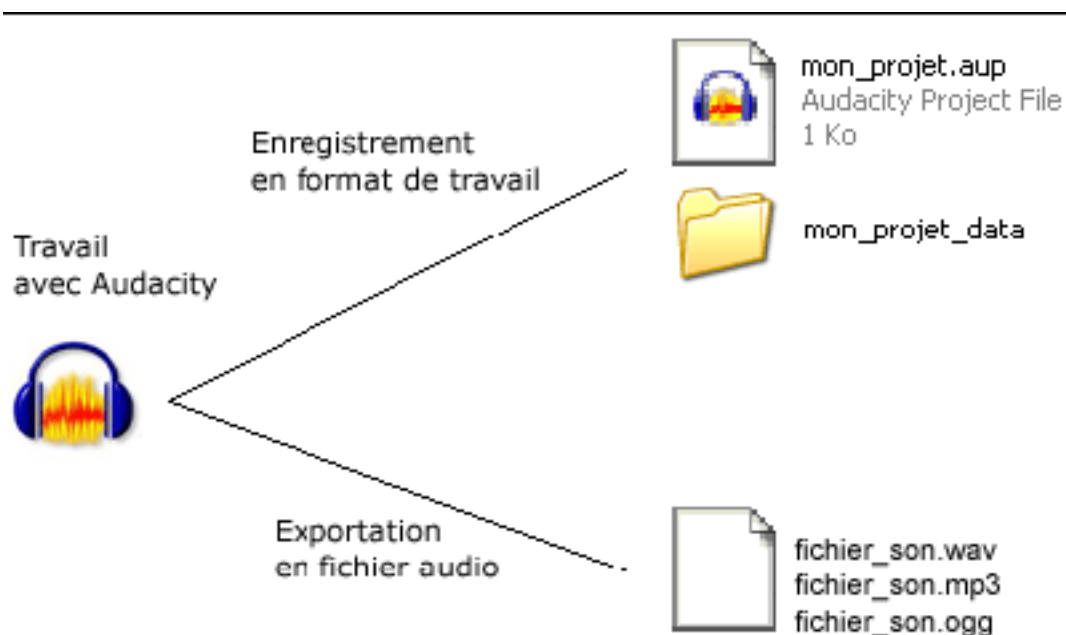 mon_projet.aup
Audacity Project File
1 Ko
Enregistrement
en format de travail
mon_projet_data
Travail
avec Audacity
Exportation
en fichier audio
fichier_son.wav
fichier_son.mp3
fichier_son.ogg